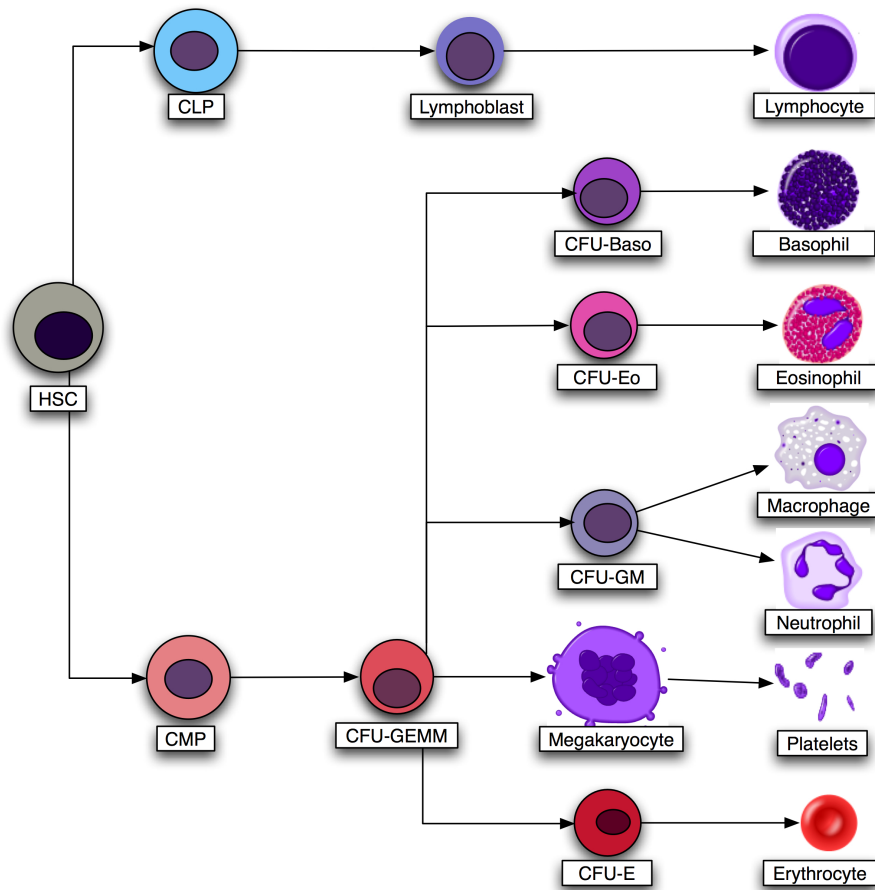 CLP
Lymphoblast
Lymphocyte
CFU-Baso
Basophil
HSC
CFU-Eo
Eosinophil
Macrophage
CFU-GM
Neutrophil
CMP
CFU-GEMM
Megakaryocyte
Platelets
CFU-E
Erythrocyte